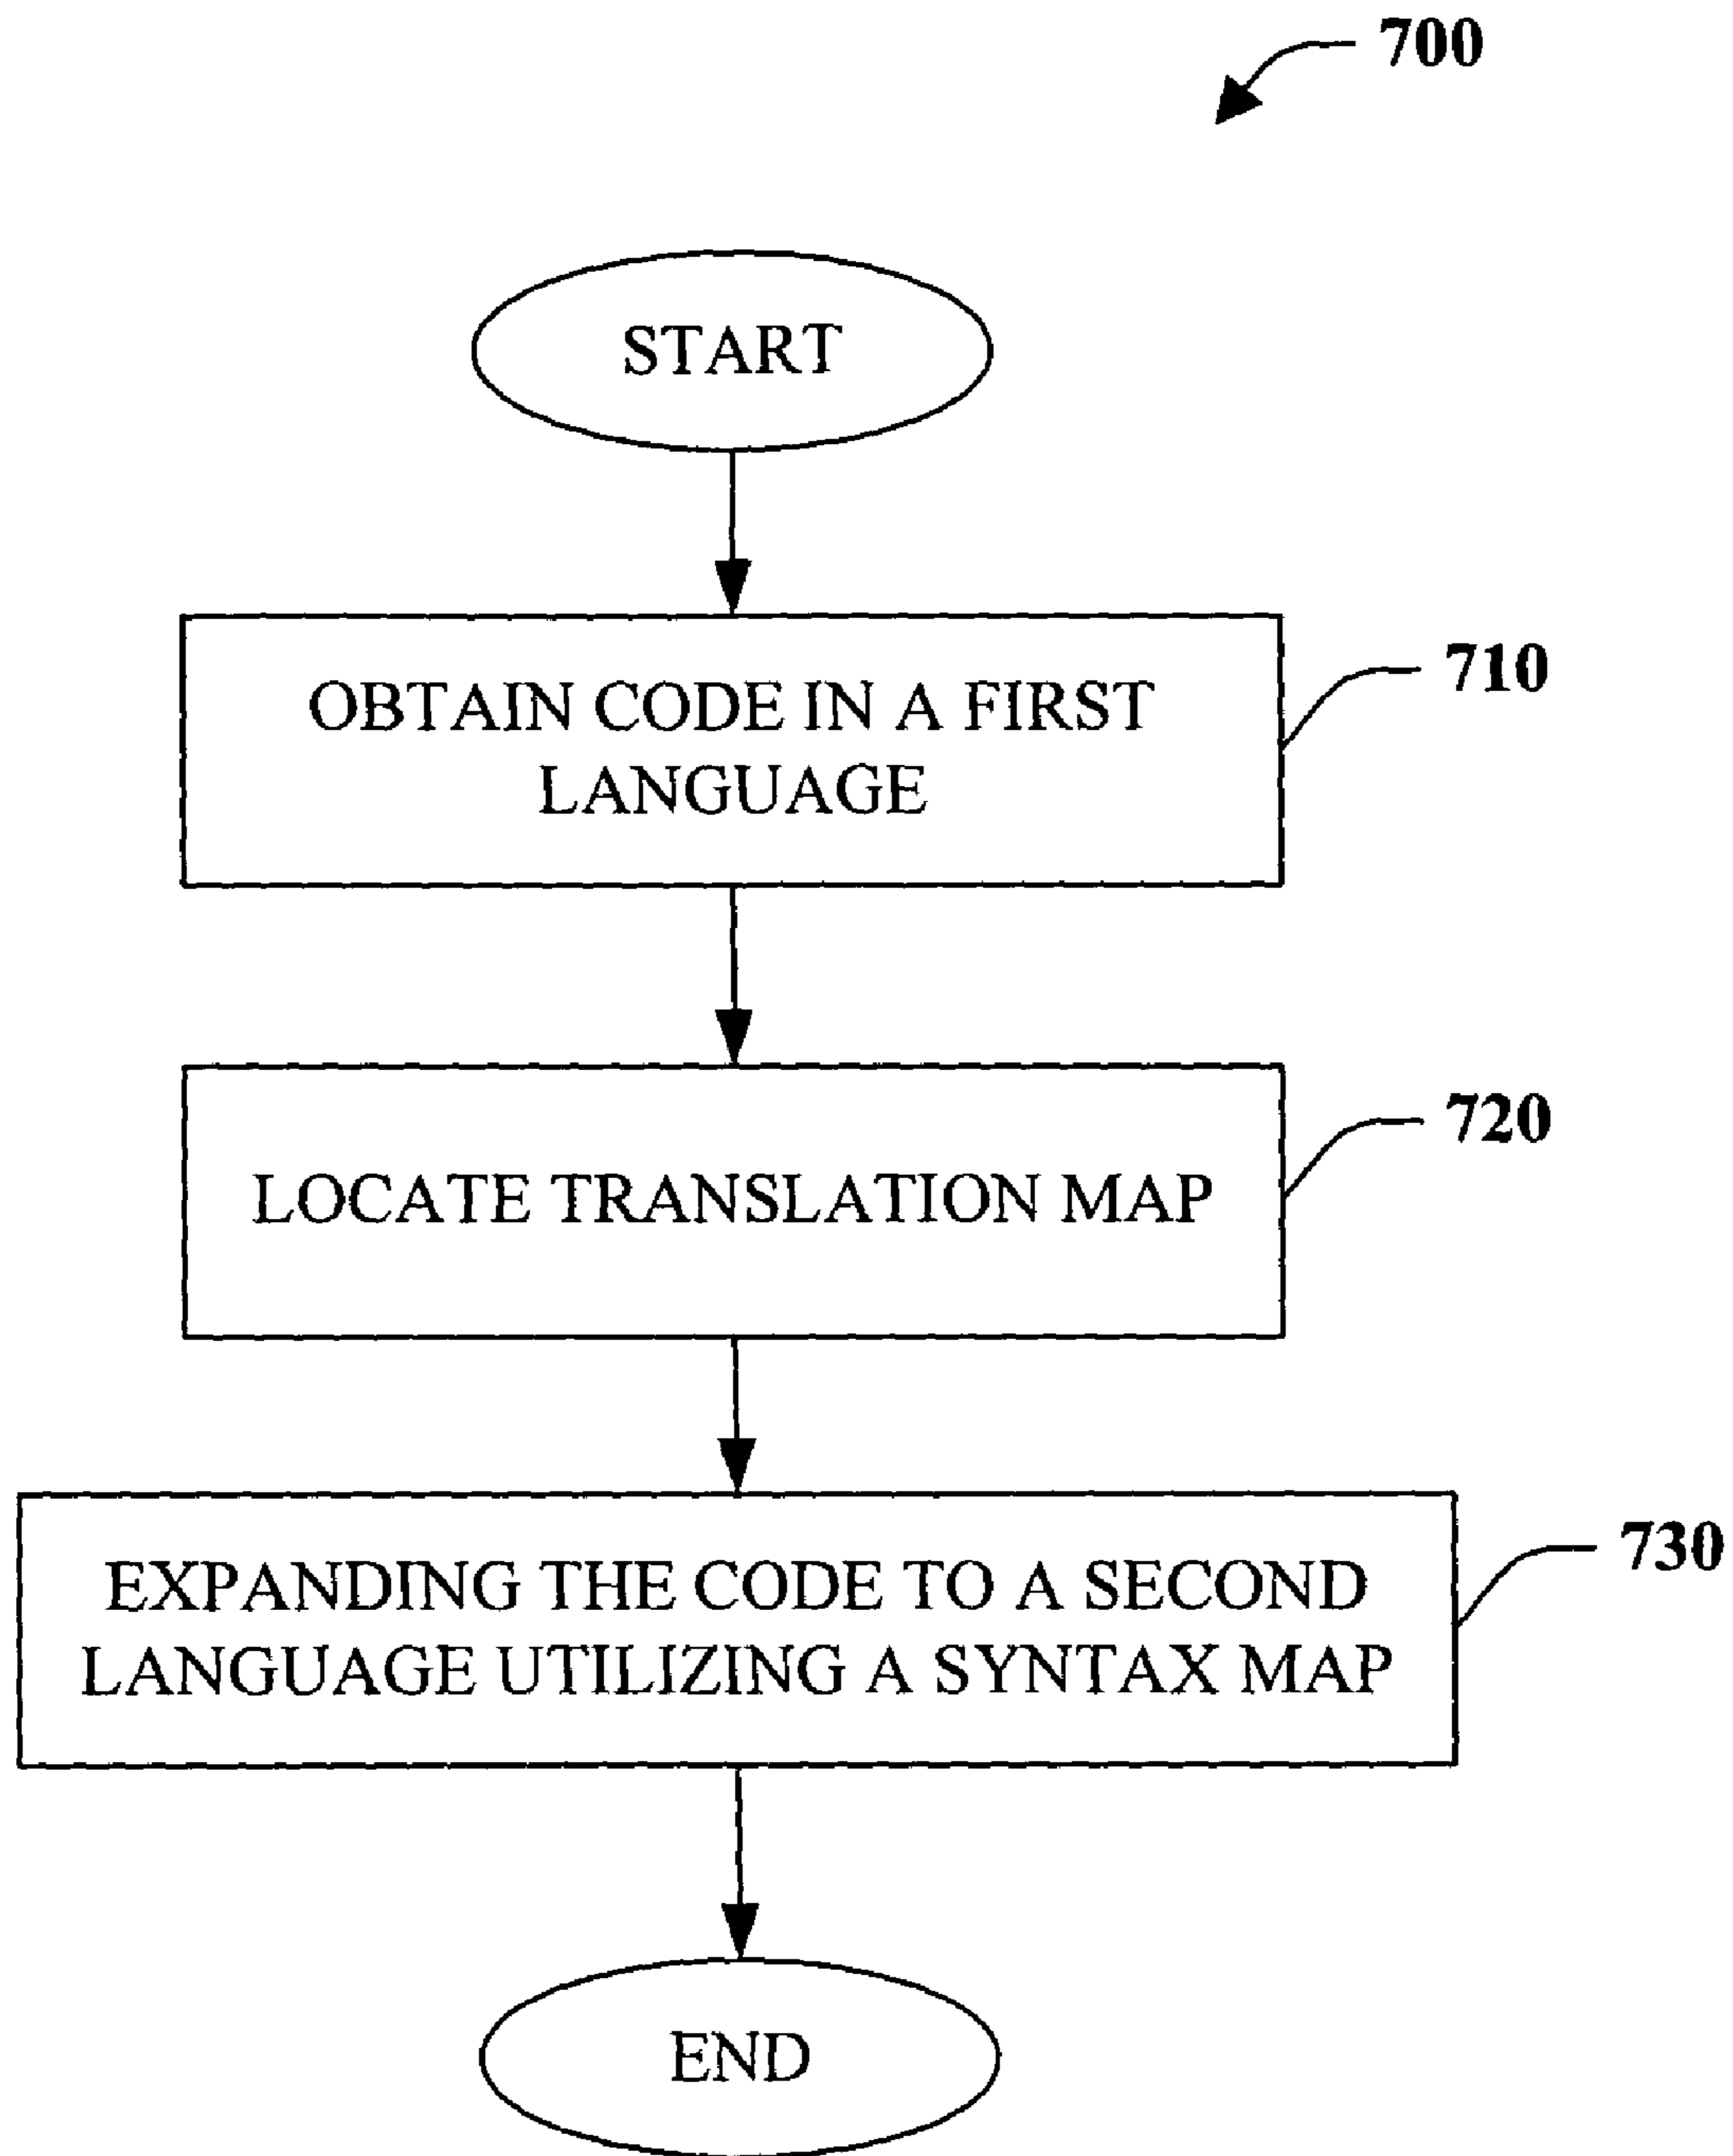 700
START
OBTAIN CODE IN A FIRST
LANGUAGE
710
LOCATE TRANSLATION MAP
720
EXPANDING THE CODE TO A SECOND
LANGUAGE UTILIZING A SYNTAX MAP
730
END